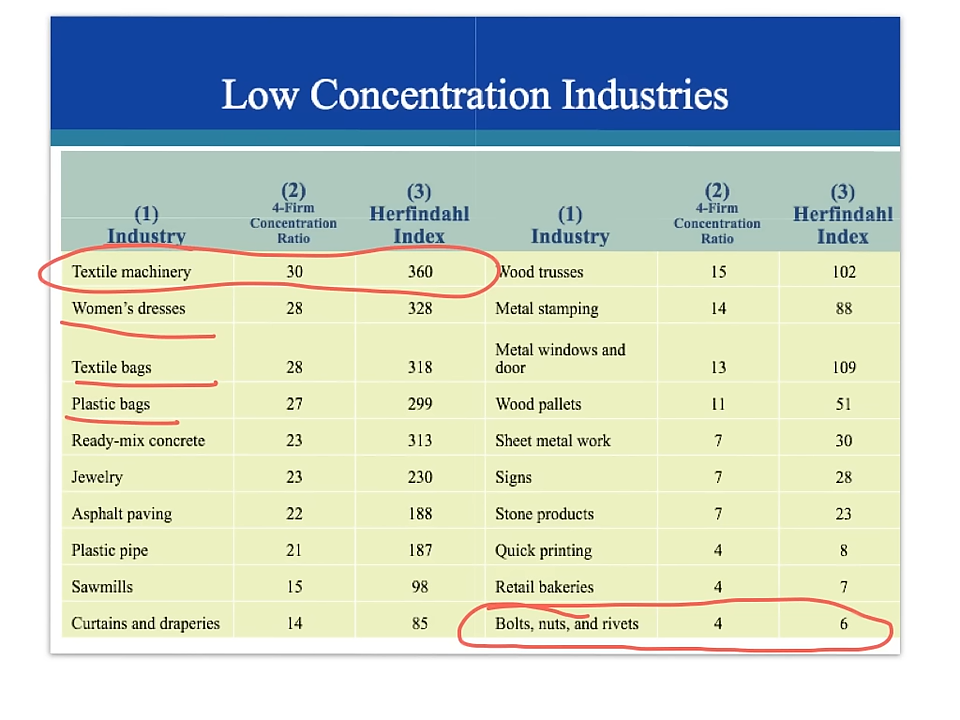 Low Concentration Industries
(1) Industry (2) 4-Firm Concentration Ratio (3) Herfindahl Index (1) Industry (2) 4-Firm Concentration Ratio (3) Herfindahl Index
Textile machinery 30 360 Wood trusses 15 102
Women's dresses 28 328 Metal stamping 14 88
Textile bags 28 318 Metal windows and door 13 109
Plastic bags 27 299 Wood pallets 11 51
Ready-mix concrete 23 313 Sheet metal work 7 30
Jewelry 23 230 Signs 7 28
Asphalt paving 22 188 Stone products 7 23
Plastic pipe 21 187 Quick printing 4 8
Sawmills 15 98 Retail bakeries 4 7
Curtains and draperies 14 85 Bolts, nuts, and rivets 4 6